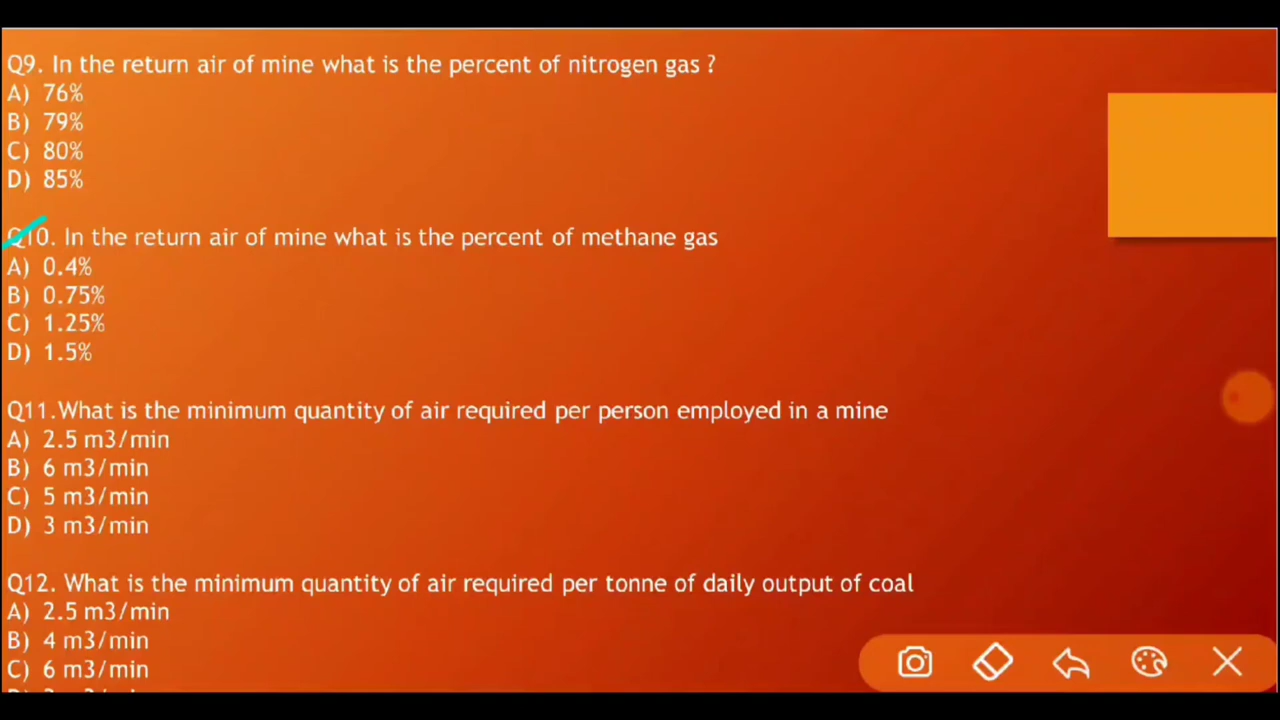 Q9. In the return air of mine what is the percent of nitrogen gas ?
A) 76%
B) 79%
C) 80%
D) 85%
Q10. In the return air of mine what is the percent of methane gas
A) 0.4%
B) 0.75%
C) 1.25%
D) 1.5%
Q11.What is the minimum quantity of air required per person employed in a mine
A) 2.5 m3/min
B) 6 m3/min
C) 5 m3/min
D) 3 m3/min
Q12. What is the minimum quantity of air required per tonne of daily output of coal
A) 2.5 m3/min
B) 4 m3/min
C) 6 m3/min